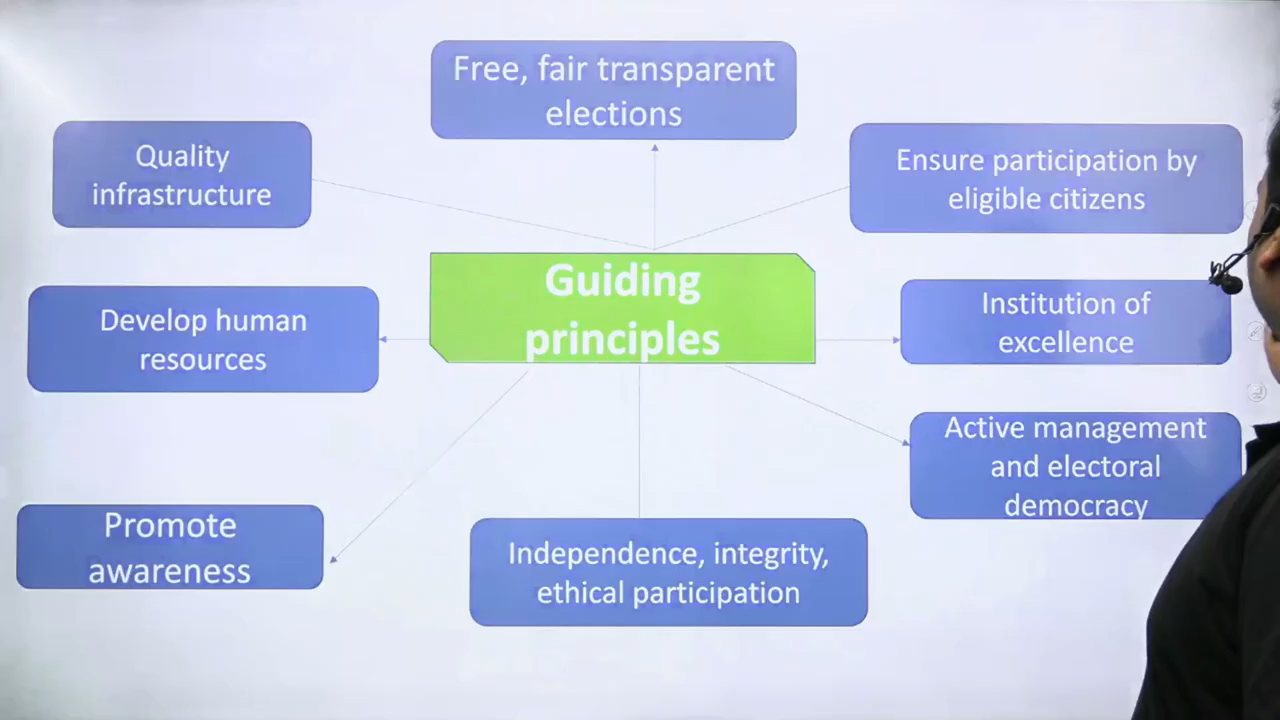 Free, fair transparent
elections
Quality
infrastructure
Ensure participation by
eligible citizens
Guiding
principles
Develop human
resources
Institution of
excellence
Active management
and electoral
democracy
Promote
awareness
Independence, integrity,
ethical participation